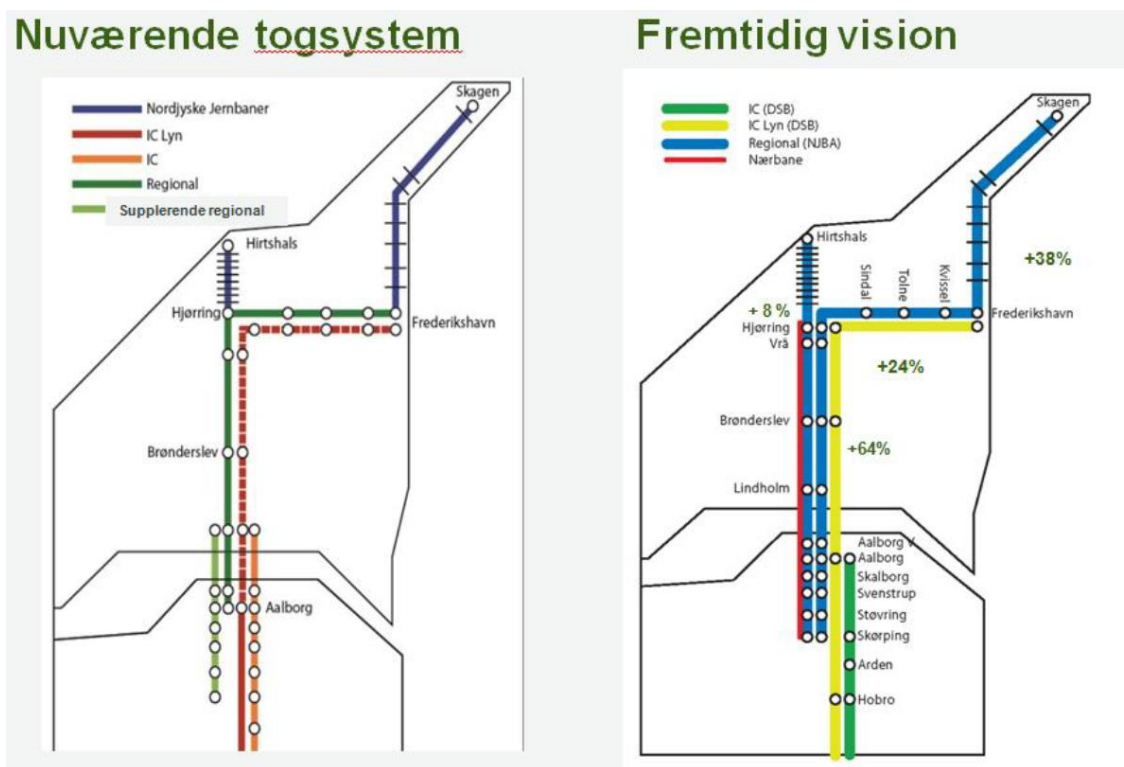 Nuværende togsystem
Nordjyske Jernbaner
IC Lyn
IC
Regional
Supplerende regional
Skagen
Hirtshals
Hjørring
Frederikshavn
Brønderslev
Aalborg
Fremtidig vision
IC (DSB)
IC Lyn (DSB)
Regional (NJBA)
Nærbane
Skagen
Hirtshals
+38%
Sindal
Tolne
Kvissel
+ 8 %
Hjørring
Frederikshavn
Vrå
+24%
Brønderslev
+64%
Lindholm
Aalborg V
Aalborg
Skalborg
Svenstrup
Støvring
Skørping
Arden
Hobro